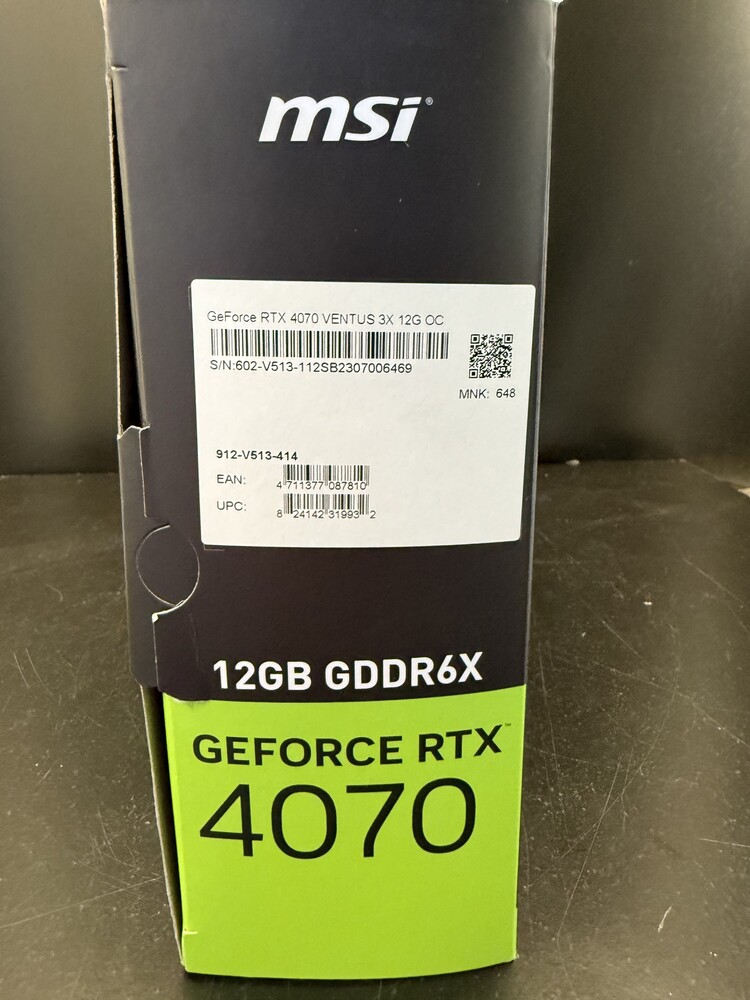 msi®
GeForce RTX 4070 VENTUS 3X 12G OC
S/N:602-V513-112SB2307006469
MNK: 648
912-V513-414
EAN: 4 711377 087810
UPC: 8 24142 31993 2
12GB GDDR6X
GEFORCE RTX™
4070